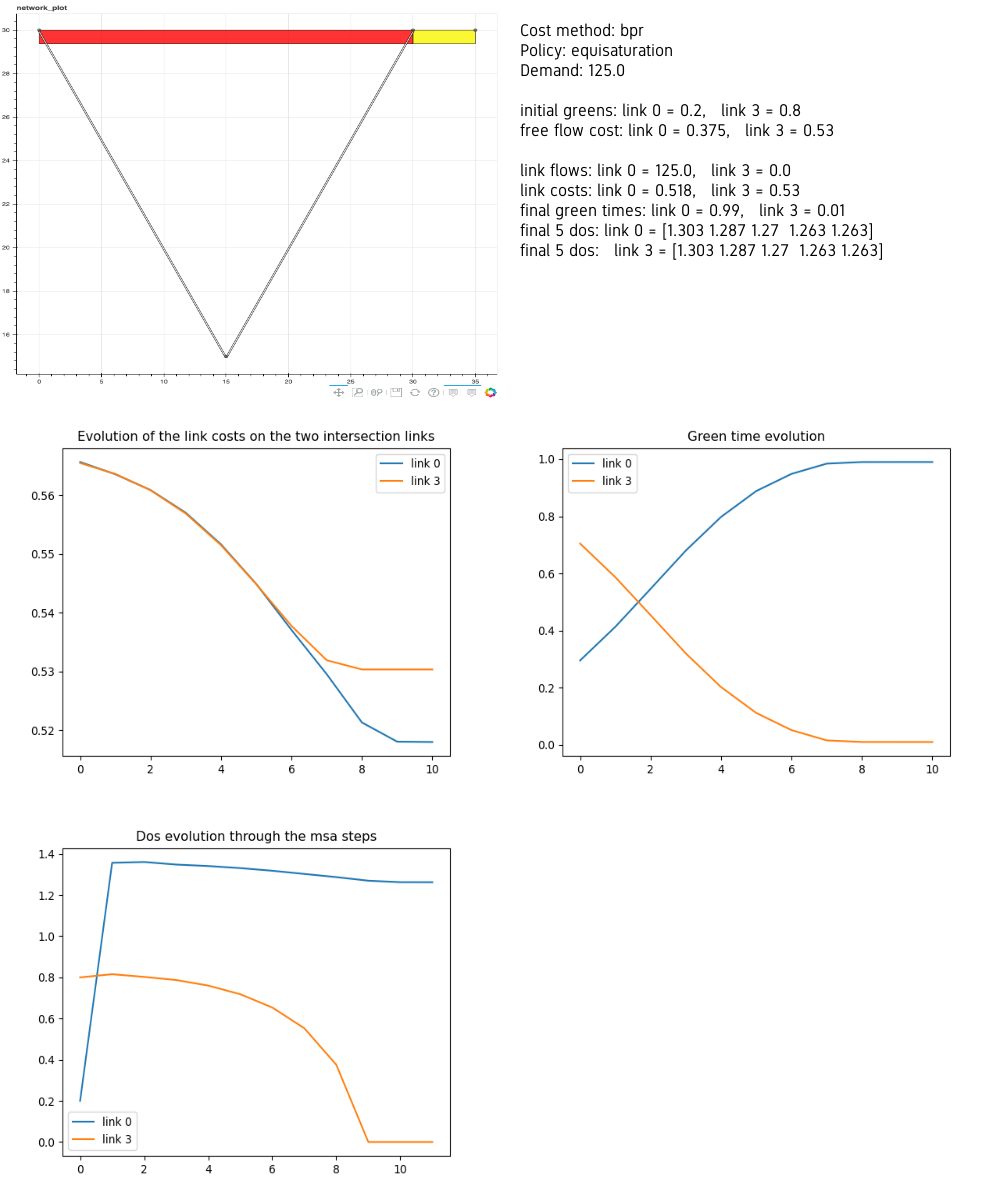 network_plot
30
28
26
24
22
20
18
16
0 5 10 15 20 25 30 35
Cost method: bpr
Policy: equisaturation
Demand: 125.0
initial greens: link 0 = 0.2, link 3 = 0.8
free flow cost: link 0 = 0.375, link 3 = 0.53
link flows: link 0 = 125.0, link 3 = 0.0
link costs: link 0 = 0.518, link 3 = 0.53
final green times: link 0 = 0.99, link 3 = 0.01
final 5 dos: link 0 = [1.303 1.287 1.27 1.263 1.263]
final 5 dos: link 3 = [1.303 1.287 1.27 1.263 1.263]
Evolution of the link costs on the two intersection links
link 0
link 3
0.56
0.55
0.54
0.53
0.52
0 2 4 6 8 10
Green time evolution
link 0
link 3
1.0
0.8
0.6
0.4
0.2
0.0
0 2 4 6 8 10
Dos evolution through the msa steps
1.4
1.2
1.0
0.8
0.6
0.4
0.2
0.0
link 0
link 3
0 2 4 6 8 10